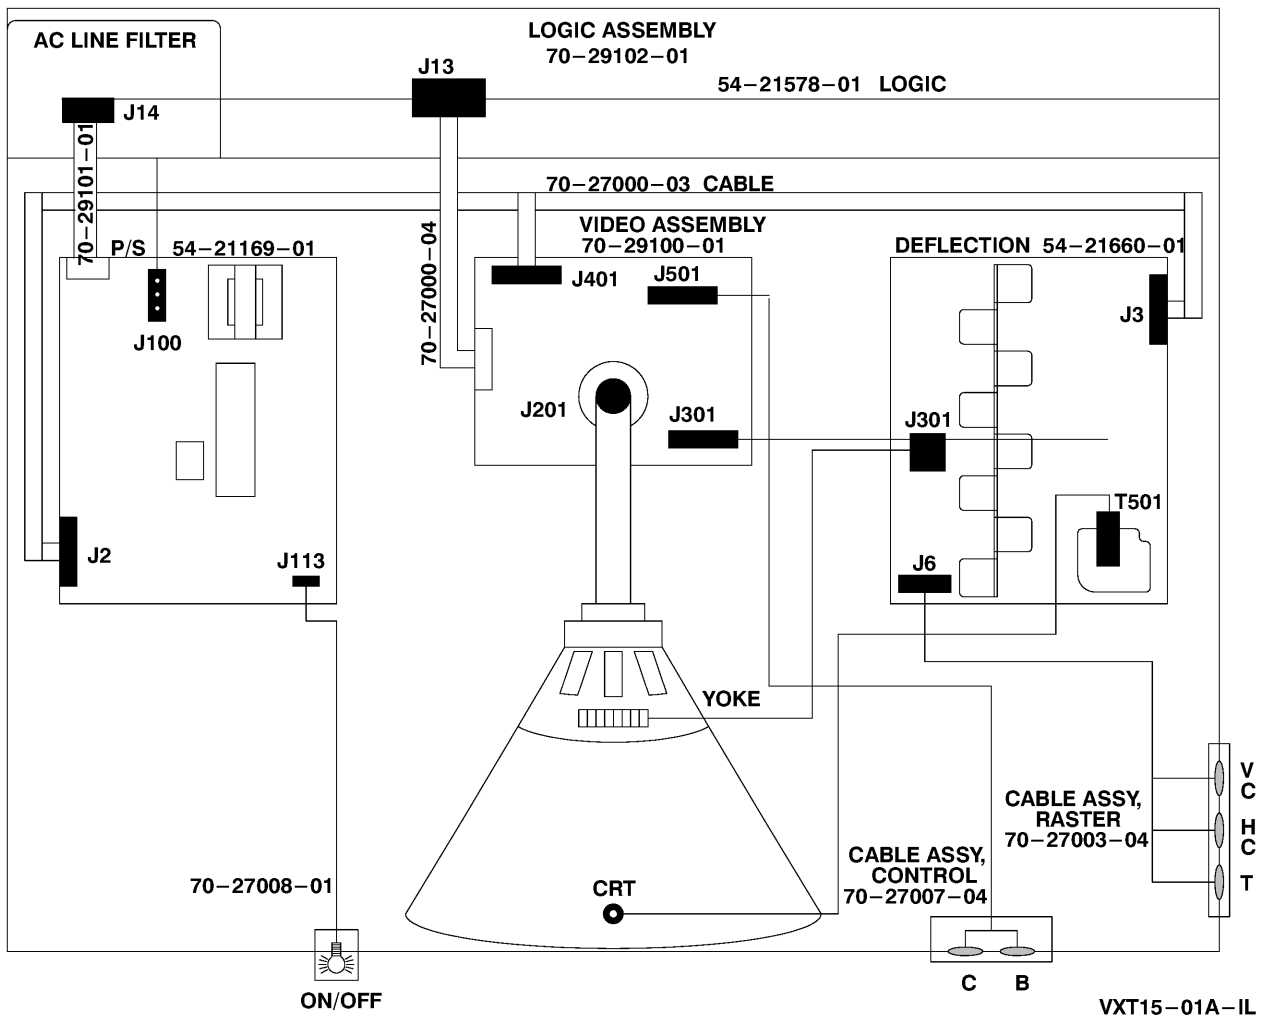 AC LINE FILTER
LOGIC ASSEMBLY
70-29102-01
J13
54-21578-01 LOGIC
J14
70-29101-01
70-27000-03 CABLE
70-27000-04
VIDEO ASSEMBLY
70-29100-01
P/S 54-21169-01
DEFLECTION 54-21660-01
J401
J501
J3
J100
J201
J301
J301
T501
J2
J113
J6
YOKE
V
C
H
C
T
CABLE ASSY,
RASTER
70-27003-04
CABLE ASSY,
CONTROL
70-27007-04
70-27008-01
CRT
C
B
ON/OFF
VXT15-01A-IL